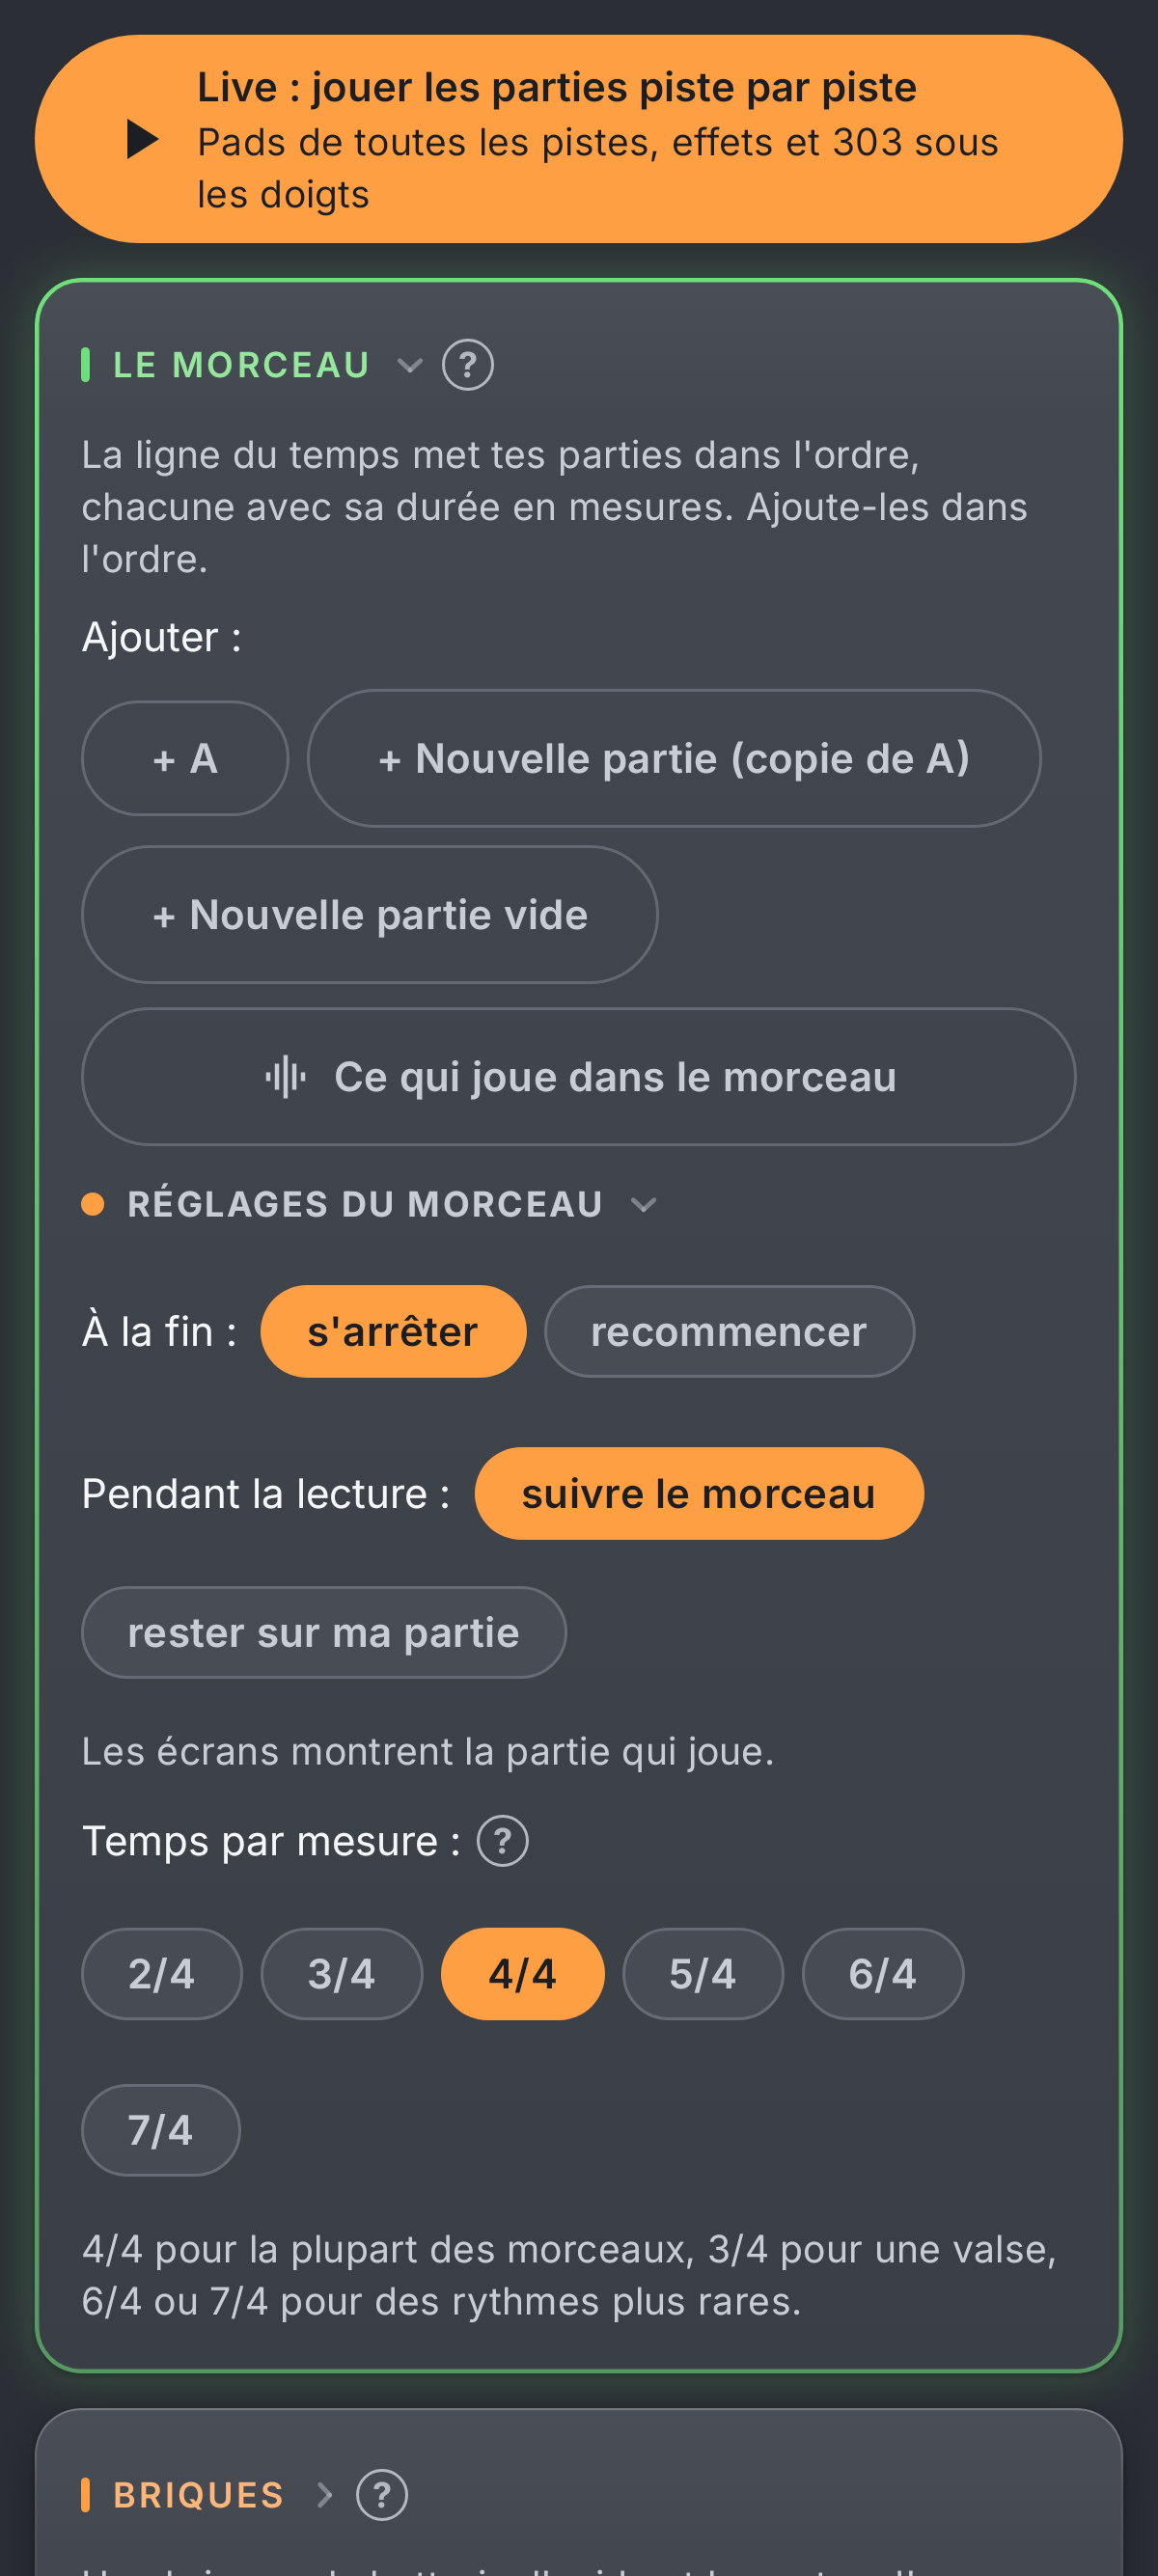 Live : jouer les parties piste par piste
Pads de toutes les pistes, effets et 303 sous
les doigts
LE MORCEAU ?
La ligne du temps met tes parties dans l'ordre,
chacune avec sa durée en mesures. Ajoute-les dans
l'ordre.
Ajouter :
+ A
+ Nouvelle partie (copie de A)
+ Nouvelle partie vide
Ce qui joue dans le morceau
RÉGLAGES DU MORCEAU
À la fin : s'arrêter recommencer
Pendant la lecture : suivre le morceau
rester sur ma partie
Les écrans montrent la partie qui joue.
Temps par mesure : ?
2/4 3/4 4/4 5/4 6/4
7/4
4/4 pour la plupart des morceaux, 3/4 pour une valse,
6/4 ou 7/4 pour des rythmes plus rares.
BRIQUES ?